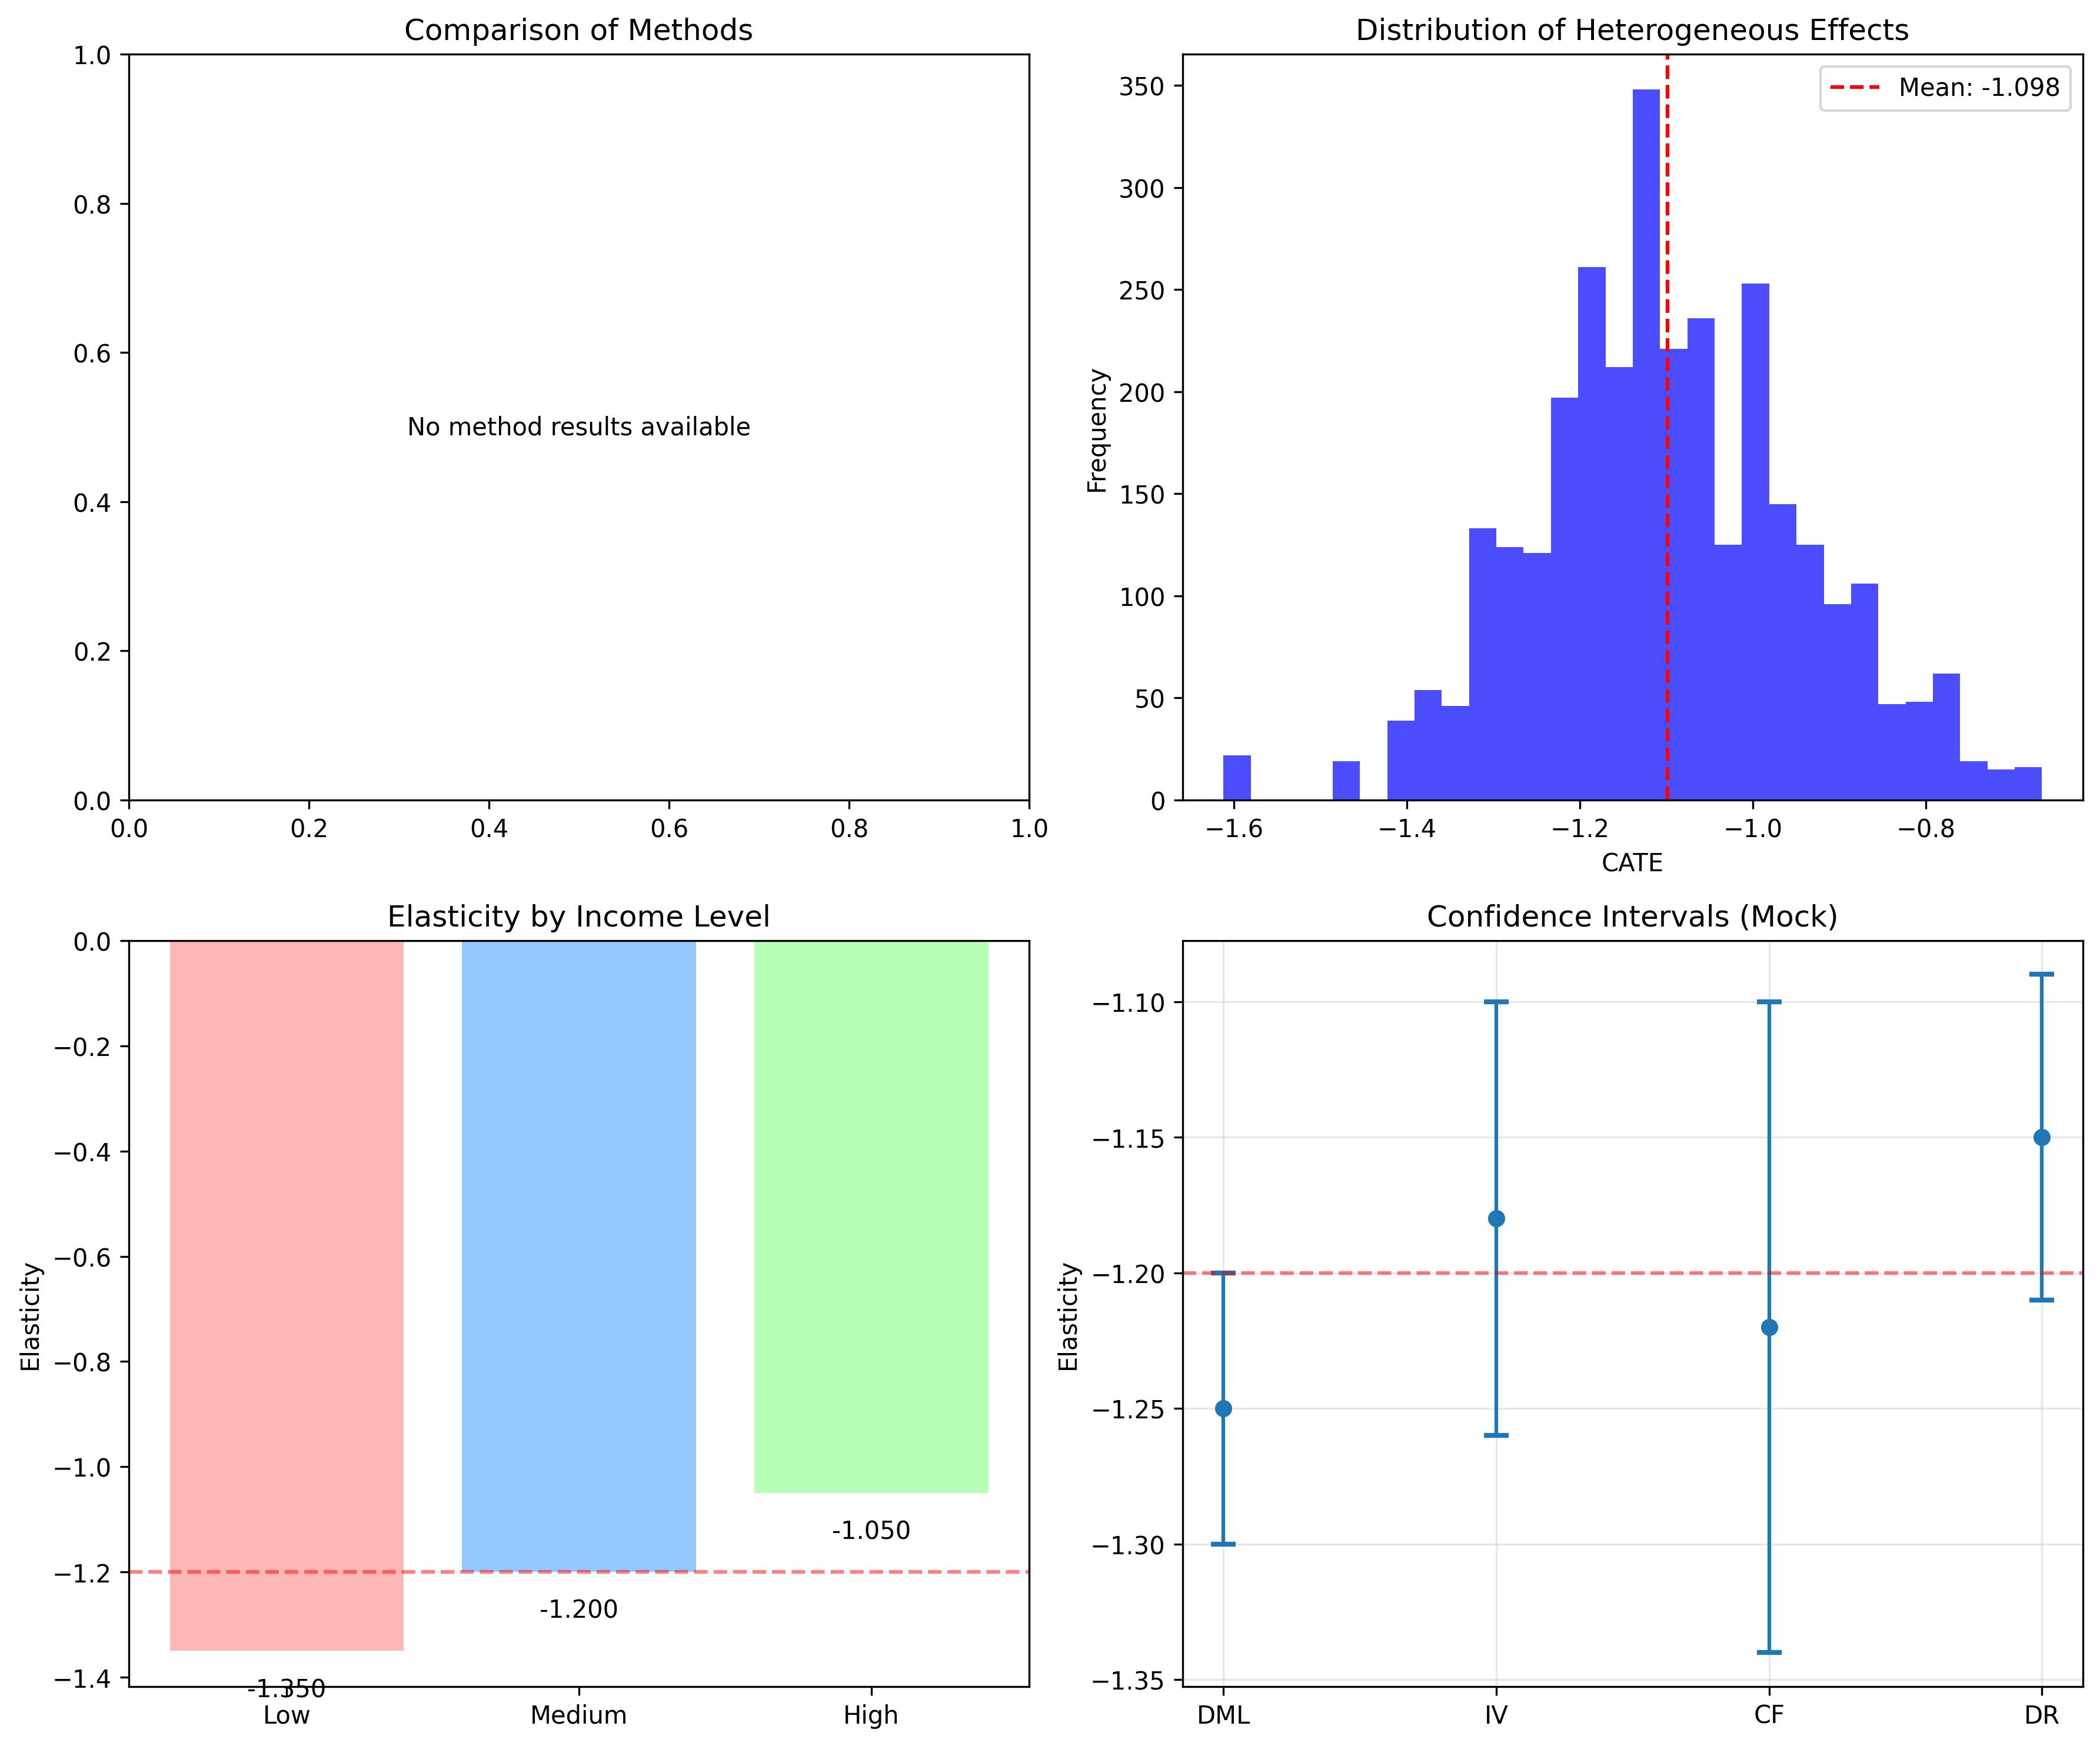 Comparison of Methods
1.0
0.8
0.6
0.4
0.2
0.0
No method results available
0.0 0.2 0.4 0.6 0.8 1.0
Distribution of Heterogeneous Effects
Mean: -1.098
Frequency
350
300
250
200
150
100
50
0
−1.6 −1.4 −1.2 −1.0 −0.8
CATE
Elasticity by Income Level
Elasticity
0.0
−0.2
−0.4
−0.6
−0.8
−1.0
−1.2
−1.4
-1.050
-1.200
-1.350
Low Medium High
Confidence Intervals (Mock)
Elasticity
−1.10
−1.15
−1.20
−1.25
−1.30
−1.35
DML IV CF DR